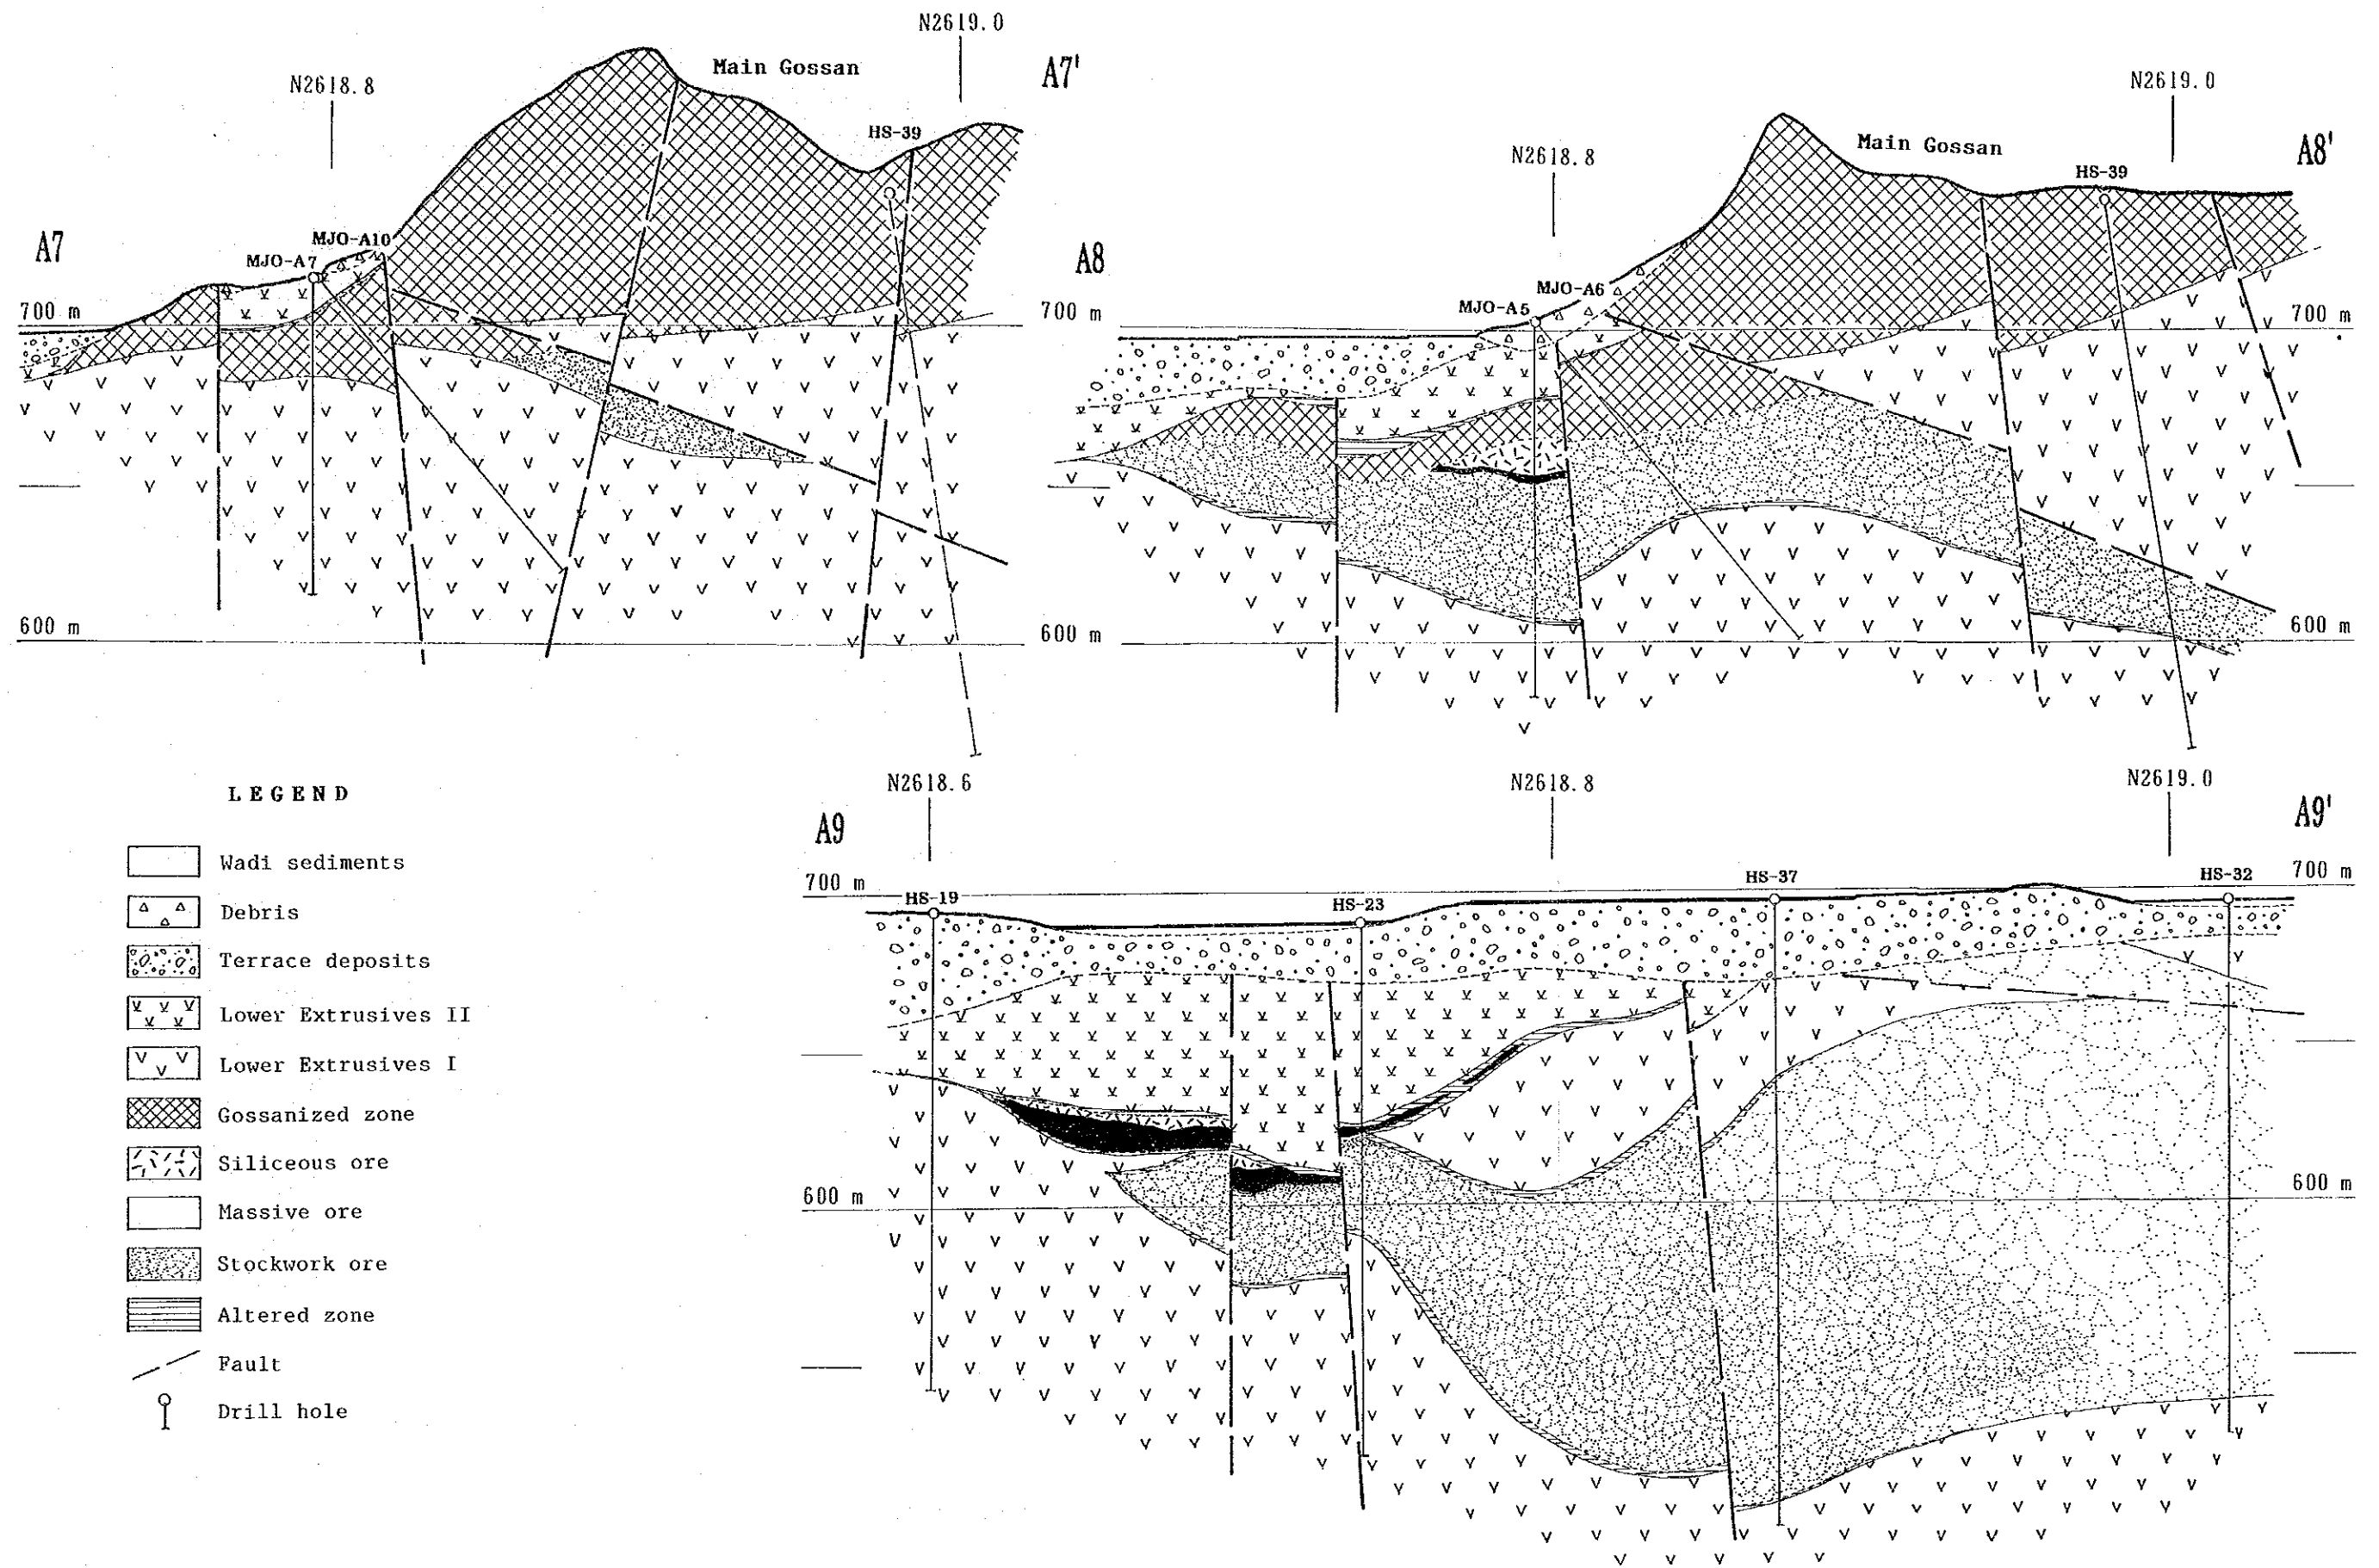 N2618.8
N2619.0
Main Gossan
HS-39
A7
A7'
MJO-A10
MJO-A7
700 m
600 m
N2618.8
N2619.0
Main Gossan
HS-39
A8
A8'
MJO-A6
MJO-A5
700 m
700 m
600 m
600 m
LEGEND
Wadi sediments
Debris
Terrace deposits
Lower Extrusives II
Lower Extrusives I
Gossanized zone
Siliceous ore
Massive ore
Stockwork ore
Altered zone
Fault
Drill hole
N2618.6
N2618.8
N2619.0
A9
A9'
700 m
700 m
HS-19
HS-23
HS-37
HS-32
600 m
600 m